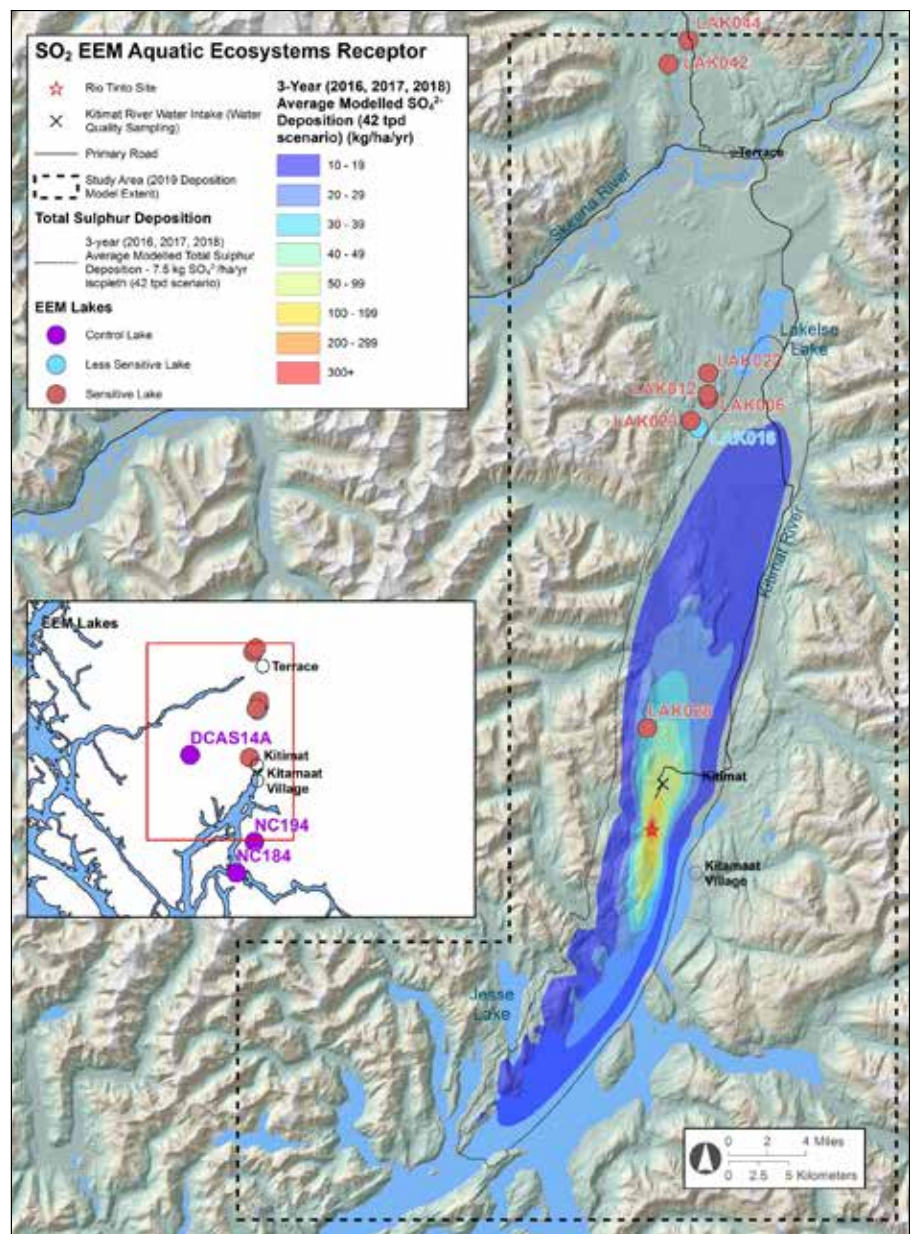 SO₂ EEM Aquatic Ecosystems Receptor
Rio Tinto Site
Kitimat River Water Intake (Water
Quality Sampling)
Primary Road
Study Area (2019 Deposition
Model Extent)
Total Sulphur Deposition
3-year (2016, 2017, 2018)
Average Modelled Total Sulphur
Deposition - 7.5 kg SO₄²⁻/ha/yr
isopleth (42 tpd scenario)
EEM Lakes
Control Lake
Less Sensitive Lake
Sensitive Lake
3-Year (2016, 2017, 2018)
Average Modelled SO₄²⁻
Deposition (42 tpd
scenario) (kg/ha/yr)
10 - 19
20 - 29
30 - 39
40 - 49
50 - 99
100 - 199
200 - 299
300+
LAK044
LAK042
Terrace
Skeena River
Lakelse
Lake
LAK022
LAK012
LAK006
LAK023
LAK016
Kitimat River
LAK028
Kitimat
Kitamaat
Village
Jesse
Lake
EEM Lakes
Terrace
DCAS14A
Kitimat
Kitamaat
Village
NC194
NC184
0 2 4 Miles
0 2.5 5 Kilometers